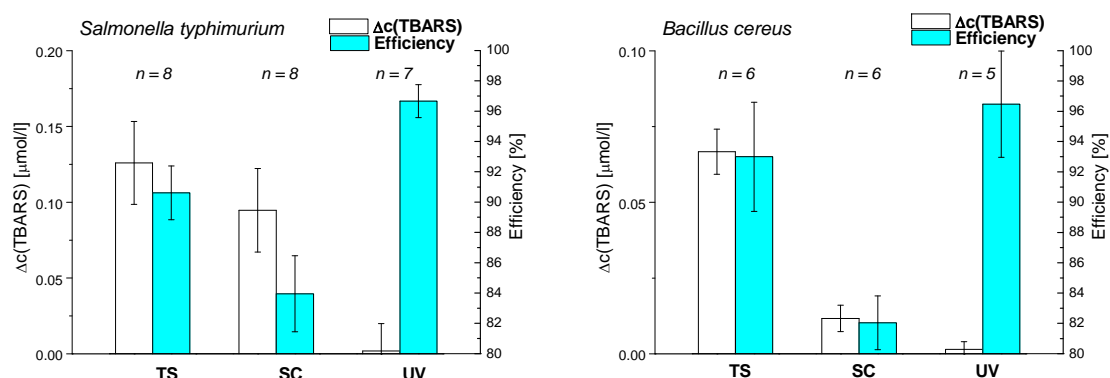 Salmonella typhimurium
Δc(TBARS)
Efficiency
n = 8
n = 8
n = 7
0.20
0.15
0.10
0.05
0.00
Δc(TBARS) [µmol/l]
100
98
96
94
92
90
88
86
84
82
80
Efficiency [%]
TS
SC
UV
Bacillus cereus
Δc(TBARS)
Efficiency
n = 6
n = 6
n = 5
0.10
0.05
0.00
Δc(TBARS) [µmol/l]
100
98
96
94
92
90
88
86
84
82
80
Efficiency [%]
TS
SC
UV